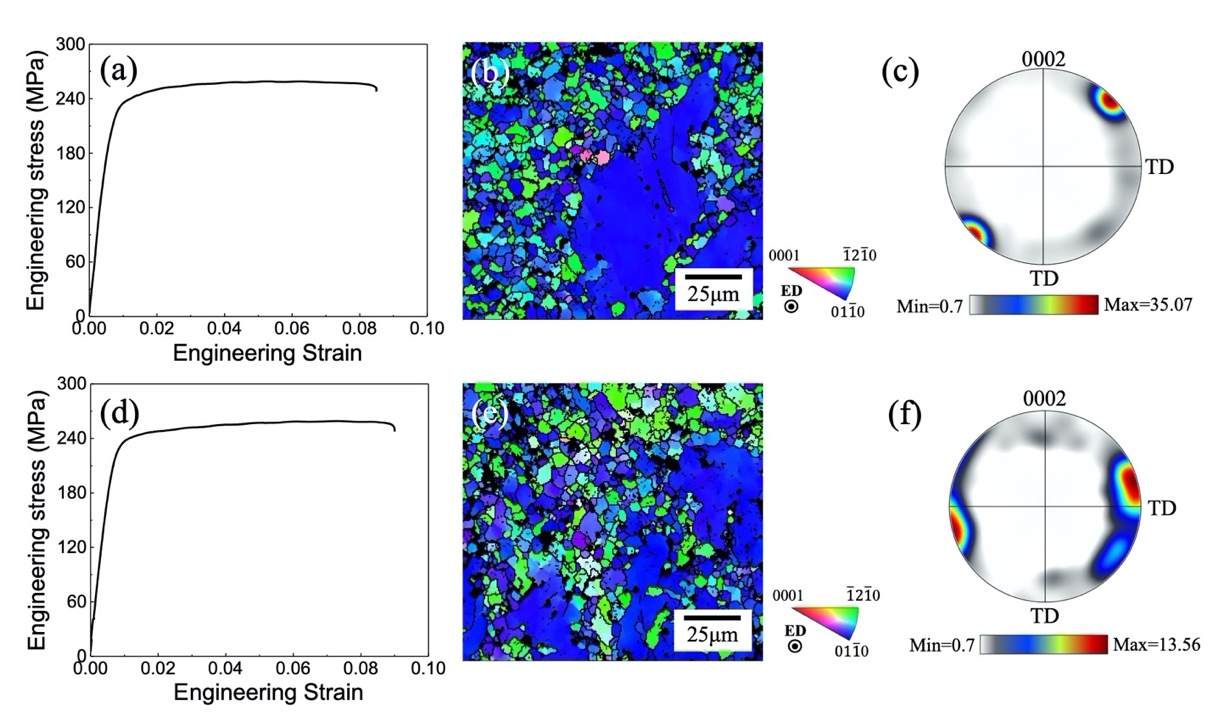 300
240
180
120
60
0
0.00 0.02 0.04 0.06 0.08 0.10
Engineering stress (MPa)
Engineering Strain
(a)
(b)
25μm
0001 1̅21̅0
ED
011̅0
(c)
0002
TD
TD
Min=0.7 Max=35.07
300
240
180
120
60
0
0.00 0.02 0.04 0.06 0.08 0.10
Engineering stress (MPa)
Engineering Strain
(d)
(e)
25μm
0001 1̅21̅0
ED
011̅0
(f)
0002
TD
TD
Min=0.7 Max=13.56